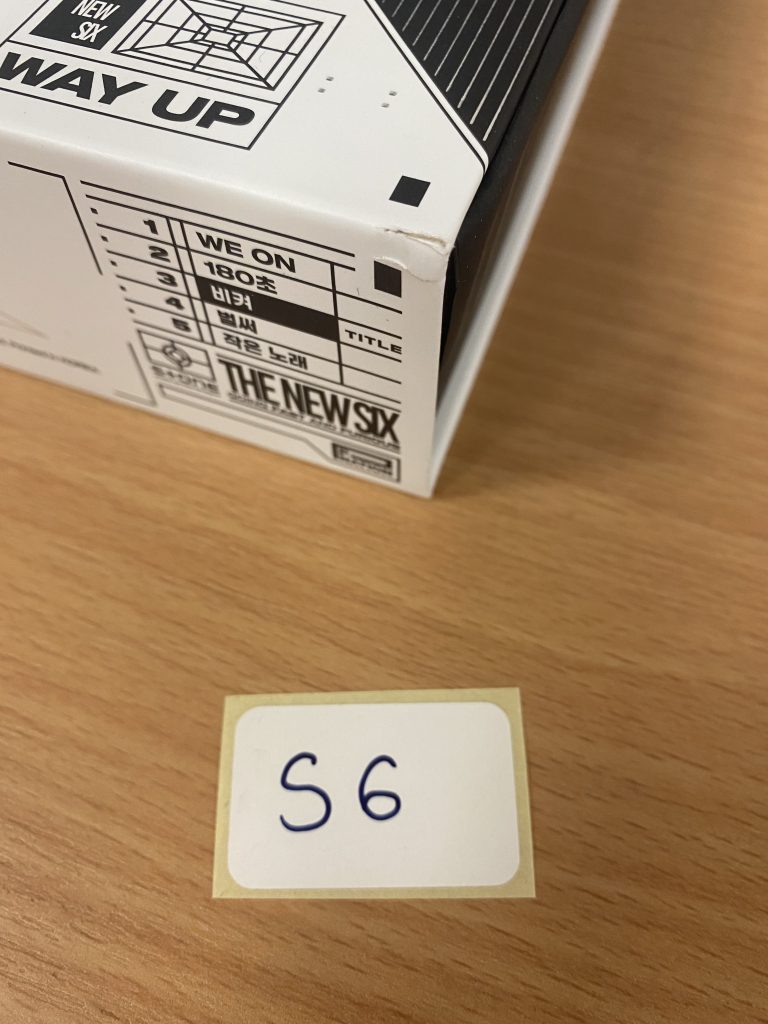 NEW
SIX
WAY UP
1 WE ON
2 180초
3 비켜 TITLE
4 벌써
5 작은 노래
S+ONE
THE NEW SIX
S6